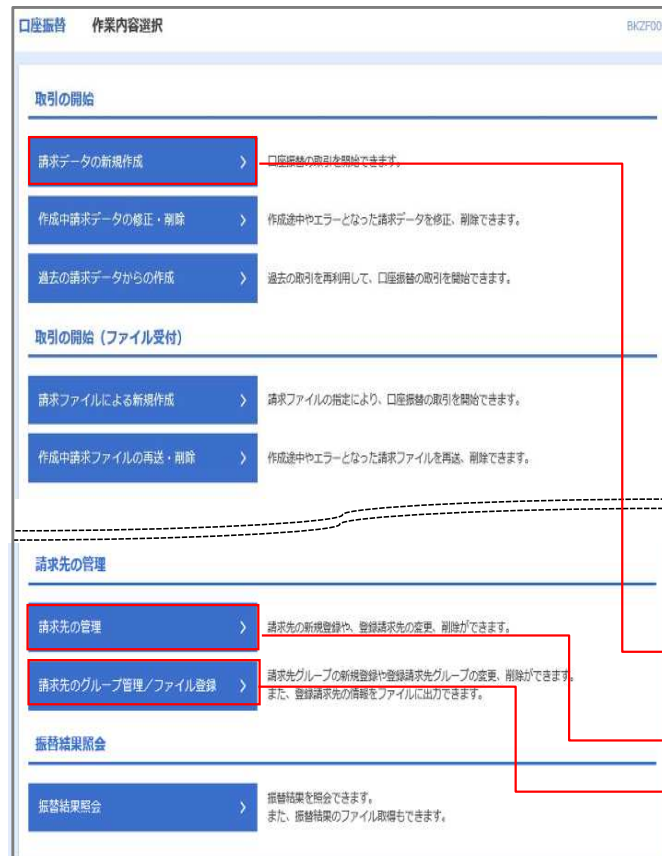 口座振替 作業内容選択 BKZF00
取引の開始
請求データの新規作成 口座振替の取引を開始できます。
作成中請求データの修正・削除 作成途中やエラーとなった請求データを修正、削除できます。
過去の請求データからの作成 過去の取引を再利用して、口座振替の取引を開始できます。
取引の開始（ファイル受付）
請求ファイルによる新規作成 請求ファイルの指定により、口座振替の取引を開始できます。
作成中請求ファイルの再送・削除 作成途中やエラーとなった請求ファイルを再送、削除できます。
請求先の管理
請求先の管理 請求先の新規登録や、登録請求先の変更、削除ができます。
請求先のグループ管理／ファイル登録 請求先グループの新規登録や登録請求先グループの変更、削除ができます。
また、登録請求先の情報をファイルに出力できます。
振替結果照会
振替結果照会 振替結果を照会できます。
また、振替結果のファイル取得もできます。